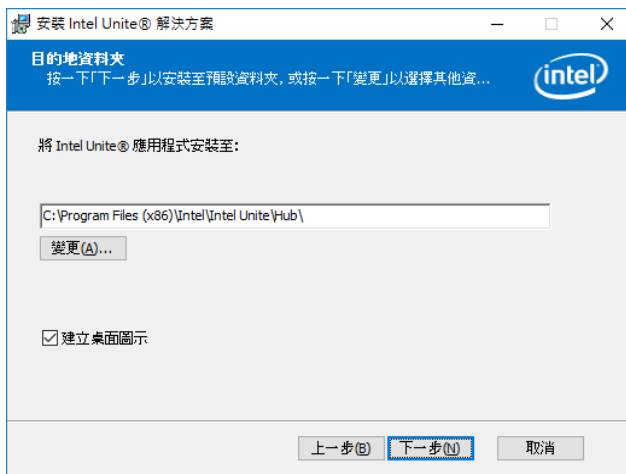 安裝 Intel Unite® 解決方案
目的地資料夾
按一下「下一步」以安裝至預設資料夾，或按一下「變更」以選擇其他資...
intel
將 Intel Unite® 應用程式安裝至：
C:\Program Files (x86)\Intel\Intel Unite\Hub\
變更(A)...
建立桌面圖示
上一步(B) 下一步(N) 取消